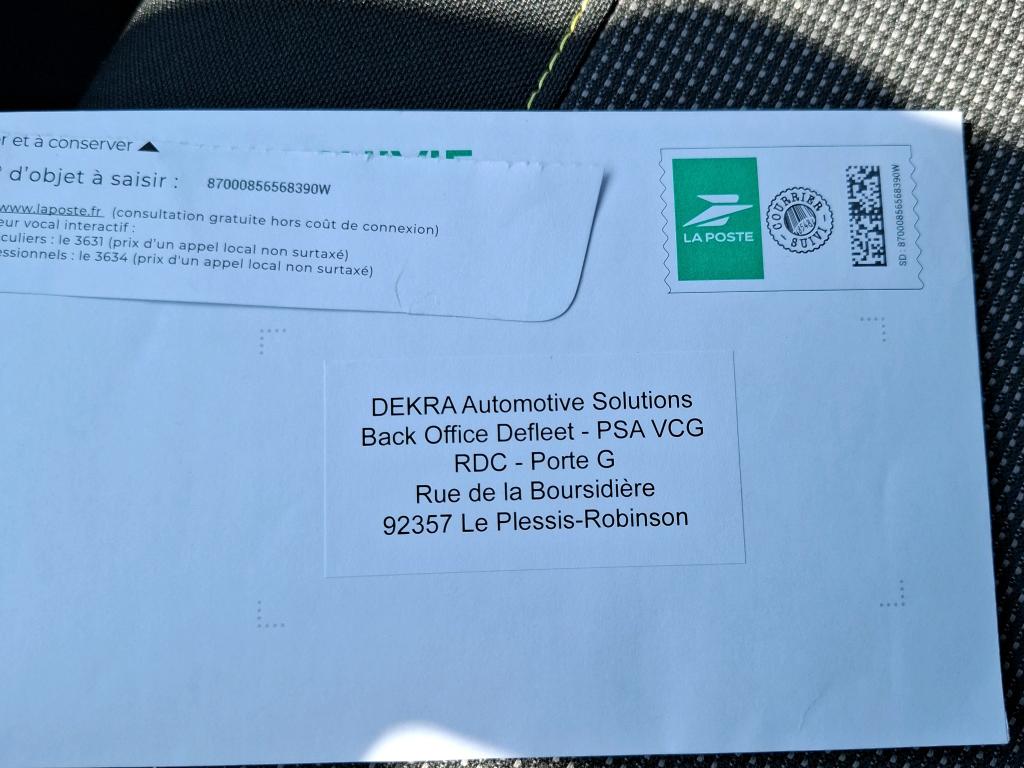 r et à conserver
° d'objet à saisir : 87000856568390W
www.laposte.fr (consultation gratuite hors coût de connexion)
eur vocal interactif :
culiers : le 3631 (prix d'un appel local non surtaxé)
essionnels : le 3634 (prix d'un appel local non surtaxé)
LA POSTE
COURRIER
SUIVI
SD : 87000856568390W
DEKRA Automotive Solutions
Back Office Defleet - PSA VCG
RDC - Porte G
Rue de la Boursidière
92357 Le Plessis-Robinson